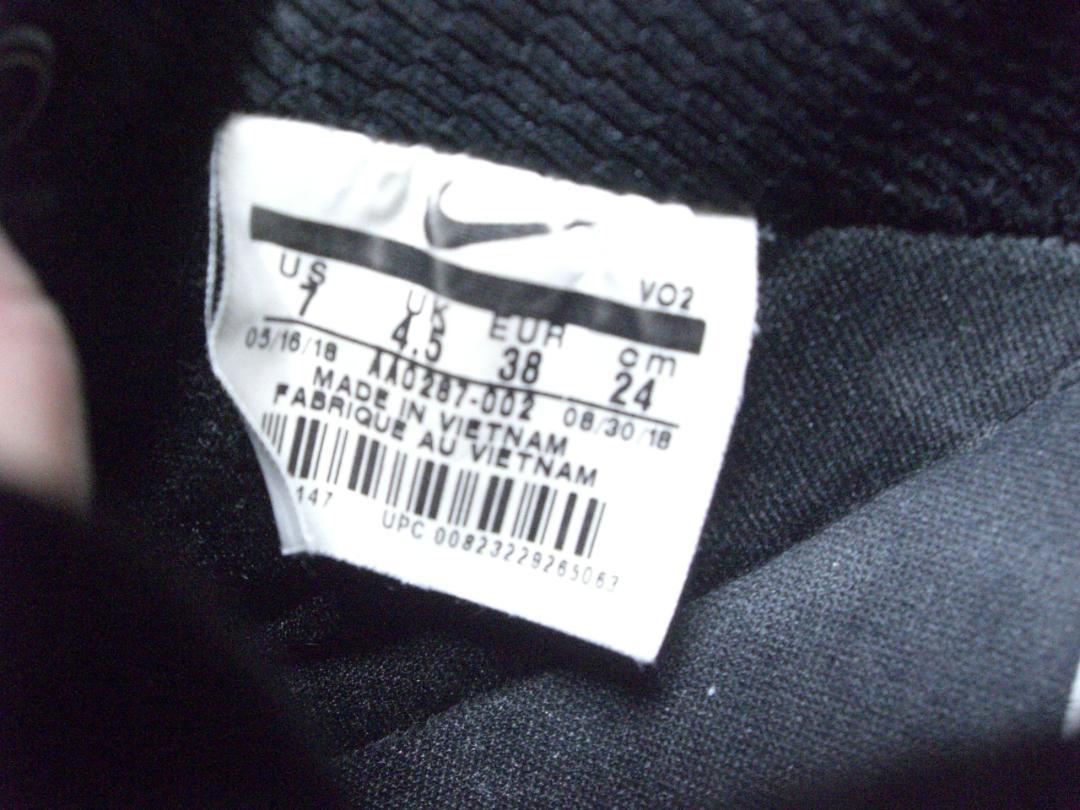 VO2
US UK EUR cm
7 4.5 38 24
05/16/18 AA0287-002 08/30/18
MADE IN VIETNAM
FABRIQUE AU VIETNAM
147
UPC 00823229265063